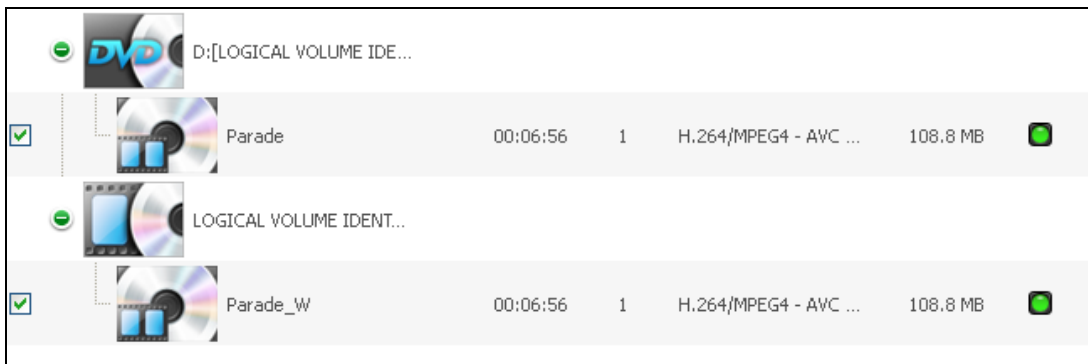 DVD D:[LOGICAL VOLUME IDE...
Parade 00:06:56 1 H.264/MPEG4 - AVC ... 108.8 MB
LOGICAL VOLUME IDENT...
Parade_W 00:06:56 1 H.264/MPEG4 - AVC ... 108.8 MB